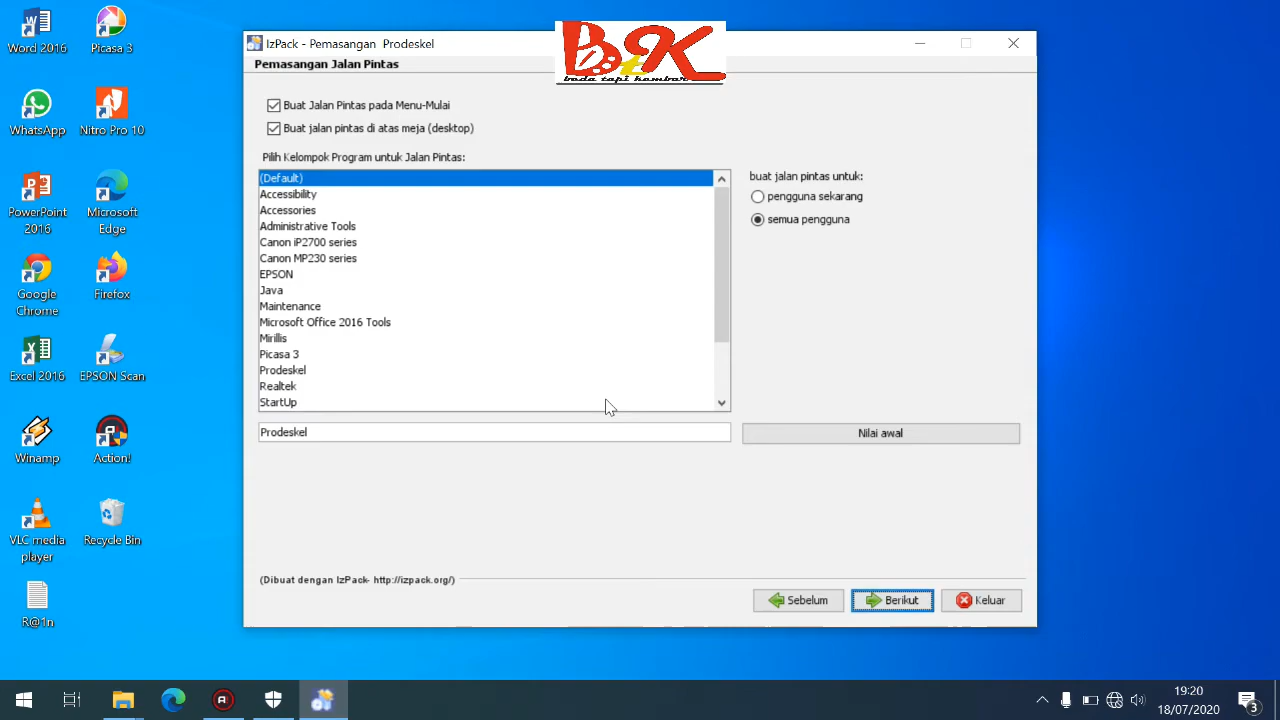 Word 2016
Picasa 3
WhatsApp
Nitro Pro 10
PowerPoint
2016
Microsoft
Edge
Google
Chrome
Firefox
Excel 2016
EPSON Scan
Winamp
Action!
VLC media
player
Recycle Bin
R@1n
IzPack - Pemasangan Prodeskel
BtK
beda tapi kembar
Pemasangan Jalan Pintas
Buat Jalan Pintas pada Menu-Mulai
Buat jalan pintas di atas meja (desktop)
Pilih Kelompok Program untuk Jalan Pintas:
(Default)
Accessibility
Accessories
Administrative Tools
Canon iP2700 series
Canon MP230 series
EPSON
Java
Maintenance
Microsoft Office 2016 Tools
Mirillis
Picasa 3
Prodeskel
Realtek
StartUp
buat jalan pintas untuk:
pengguna sekarang
semua pengguna
Prodeskel
Nilai awal
(Dibuat dengan IzPack- http://izpack.org/)
Sebelum
Berikut
Keluar
19:20
18/07/2020
3